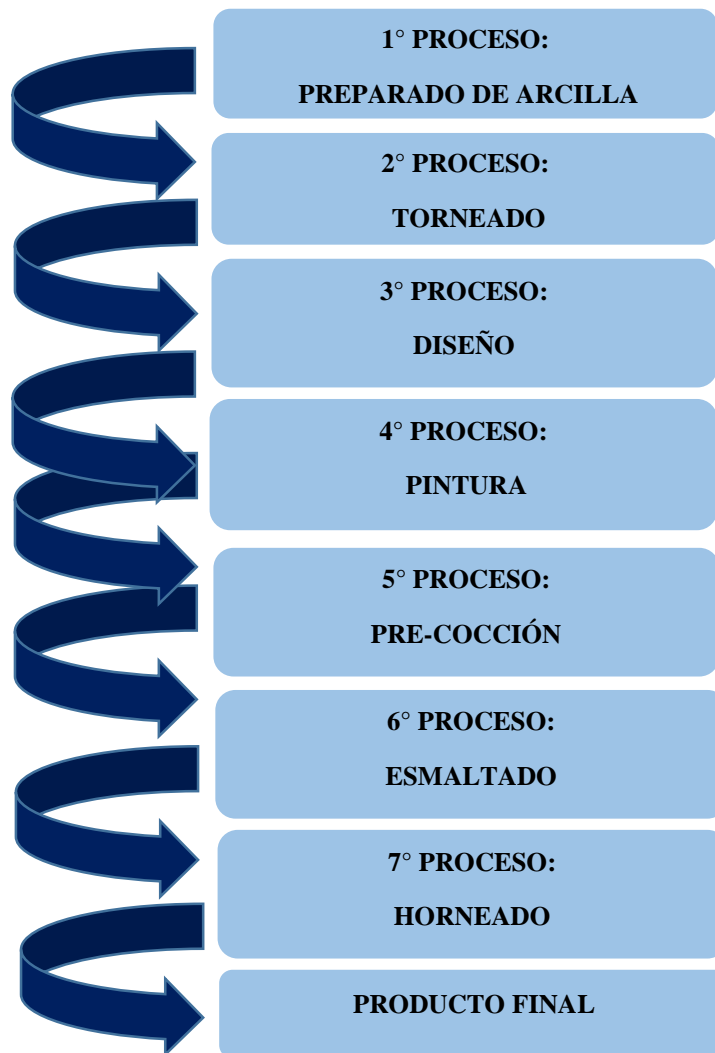 1° PROCESO:
PREPARADO DE ARCILLA
2° PROCESO:
TORNEADO
3° PROCESO:
DISEÑO
4° PROCESO:
PINTURA
5° PROCESO:
PRE-COCCIÓN
6° PROCESO:
ESMALTADO
7° PROCESO:
HORNEADO
PRODUCTO FINAL